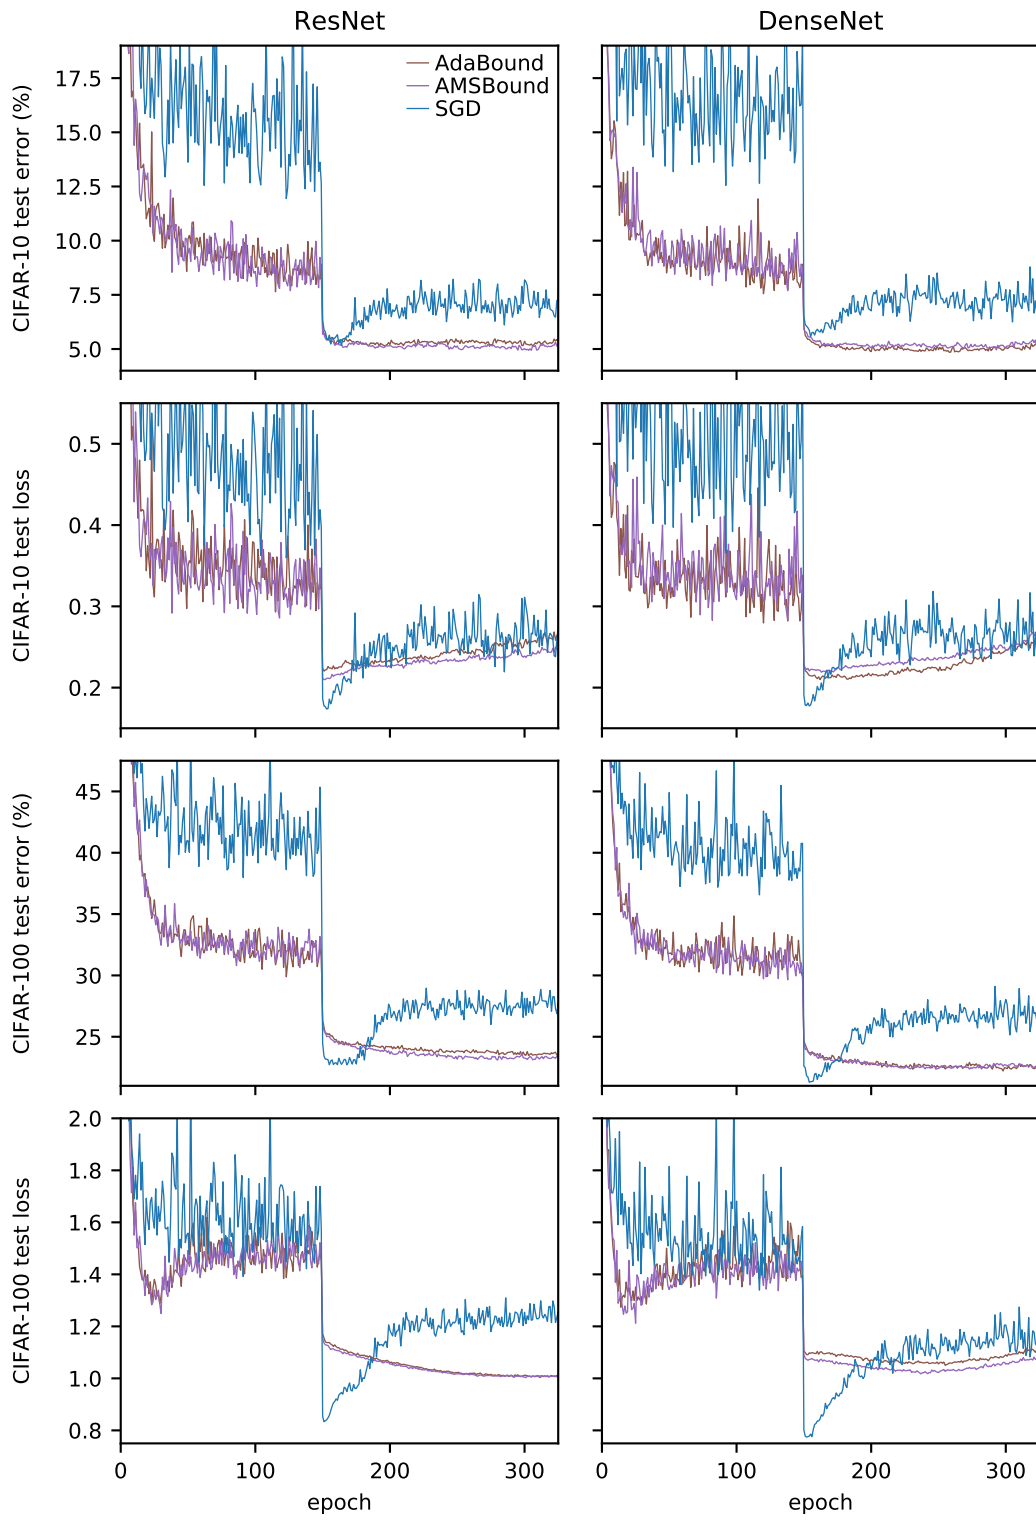 ResNet
DenseNet
CIFAR-10 test error (%)
17.5
15.0
12.5
10.0
7.5
5.0
AdaBound
AMSBound
SGD
CIFAR-10 test loss
0.5
0.4
0.3
0.2
CIFAR-100 test error (%)
45
40
35
30
25
CIFAR-100 test loss
2.0
1.8
1.6
1.4
1.2
1.0
0.8
0 100 200 300
epoch
0 100 200 300
epoch